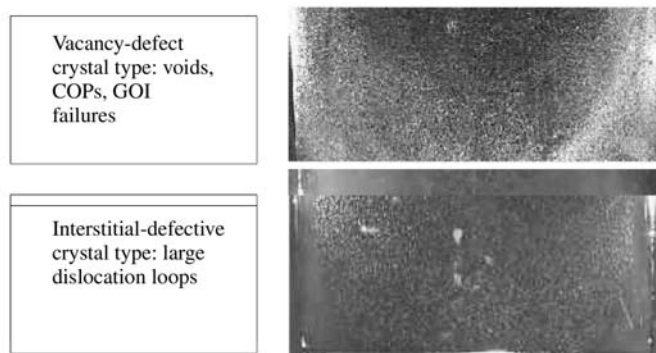 Vacancy-defect
crystal type: voids,
COPs, GOI
failures
Interstitial-defective
crystal type: large
dislocation loops